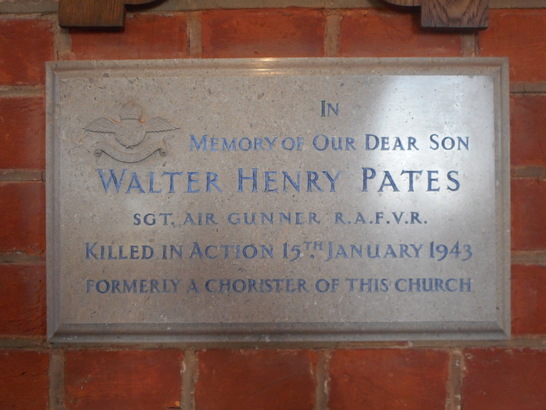 IN
MEMORY OF OUR DEAR SON
WALTER HENRY PATES
SGT. AIR GUNNER R.A.F.V.R.
KILLED IN ACTION 15TH JANUARY 1943
FORMERLY A CHORISTER OF THIS CHURCH